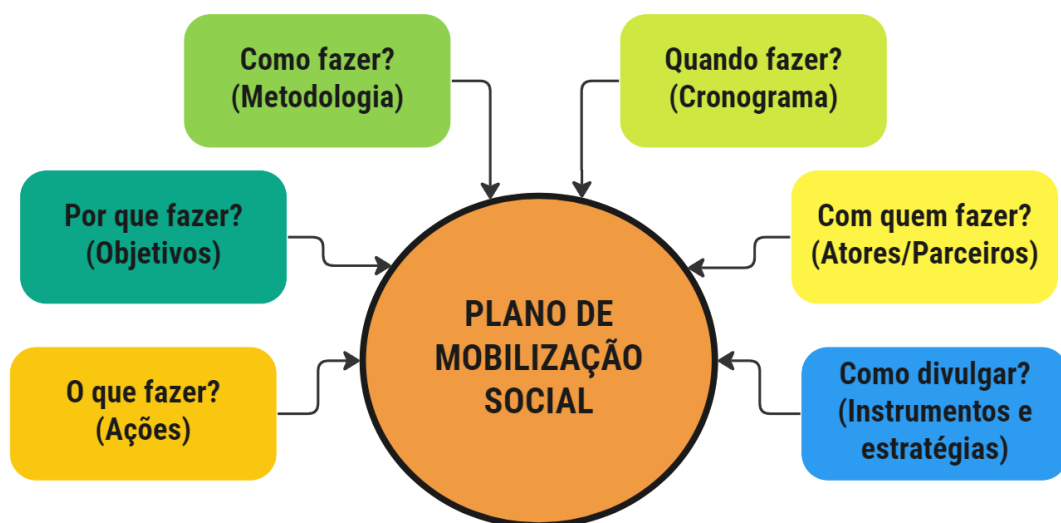 Como fazer?
(Metodologia)
Quando fazer?
(Cronograma)
Por que fazer?
(Objetivos)
Com quem fazer?
(Atores/Parceiros)
PLANO DE
MOBILIZAÇÃO
SOCIAL
O que fazer?
(Ações)
Como divulgar?
(Instrumentos e
estratégias)